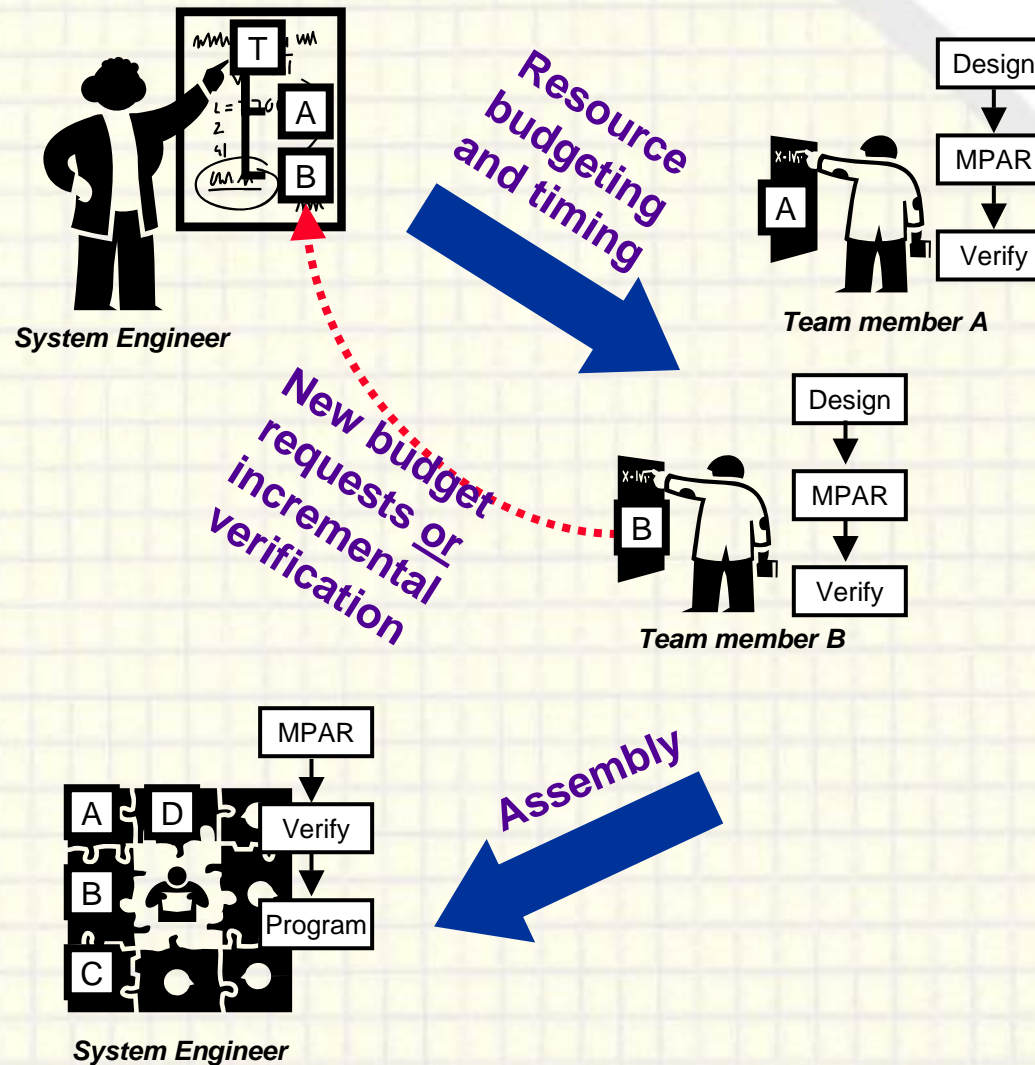 T
A
B
System Engineer
Resource
budgeting
and timing
Design
MPAR
Verify
A
Team member A
New budget
requests or
incremental
verification
Design
MPAR
Verify
B
Team member B
Assembly
MPAR
Verify
Program
A
D
B
C
System Engineer